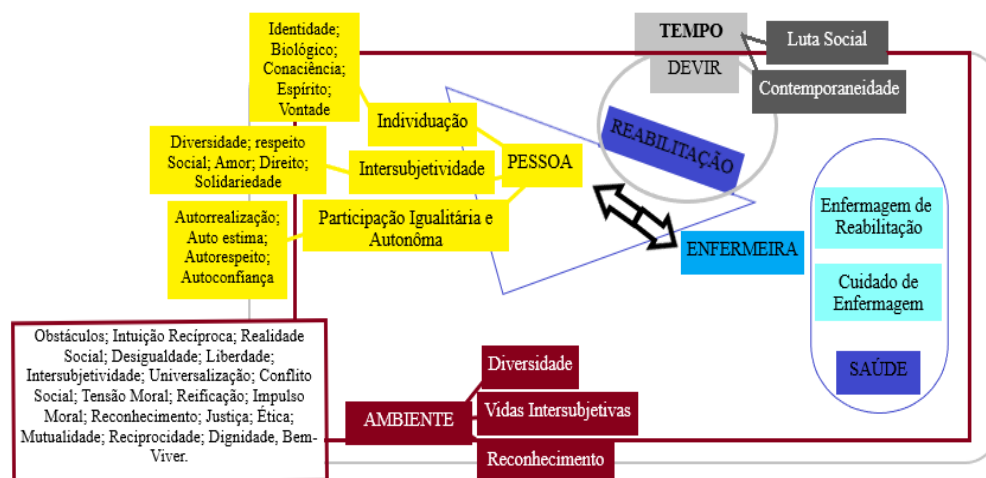 Identidade;
Biológico;
Conaciência;
Espírito;
Vontade
TEMPO
DEVIR
Luta Social
Contemporaneidade
Individuação
REABILITAÇÃO
Diversidade; respeito
Social; Amor; Direito;
Solidariedade
Intersubjetividade
PESSOA
Autorrealização;
Auto estima;
Autorespeito;
Autoconfiança
Participação Igualitária e
Autonôma
Enfermagem de
Reabilitação
ENFERMEIRA
Cuidado de
Enfermagem
SAÚDE
Obstáculos; Intuição Recíproca; Realidade
Social; Desigualdade; Liberdade;
Intersubjetividade; Universalização; Conflito
Social; Tensão Moral; Reificação; Impulso
Moral; Reconhecimento; Justiça; Ética;
Mutualidade; Reciprocidade; Dignidade, Bem-
Viver.
AMBIENTE
Diversidade
Vidas Intersubjetivas
Reconhecimento